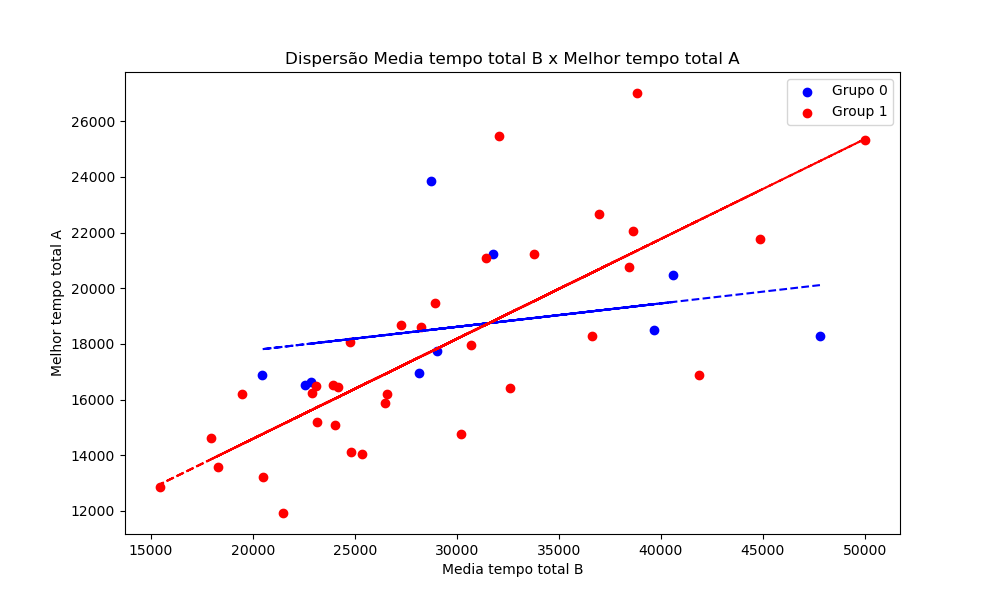 Dispersão Media tempo total B x Melhor tempo total A
Grupo 0
Group 1
26000
24000
22000
20000
18000
16000
14000
12000
Melhor tempo total A
15000 20000 25000 30000 35000 40000 45000 50000
Media tempo total B